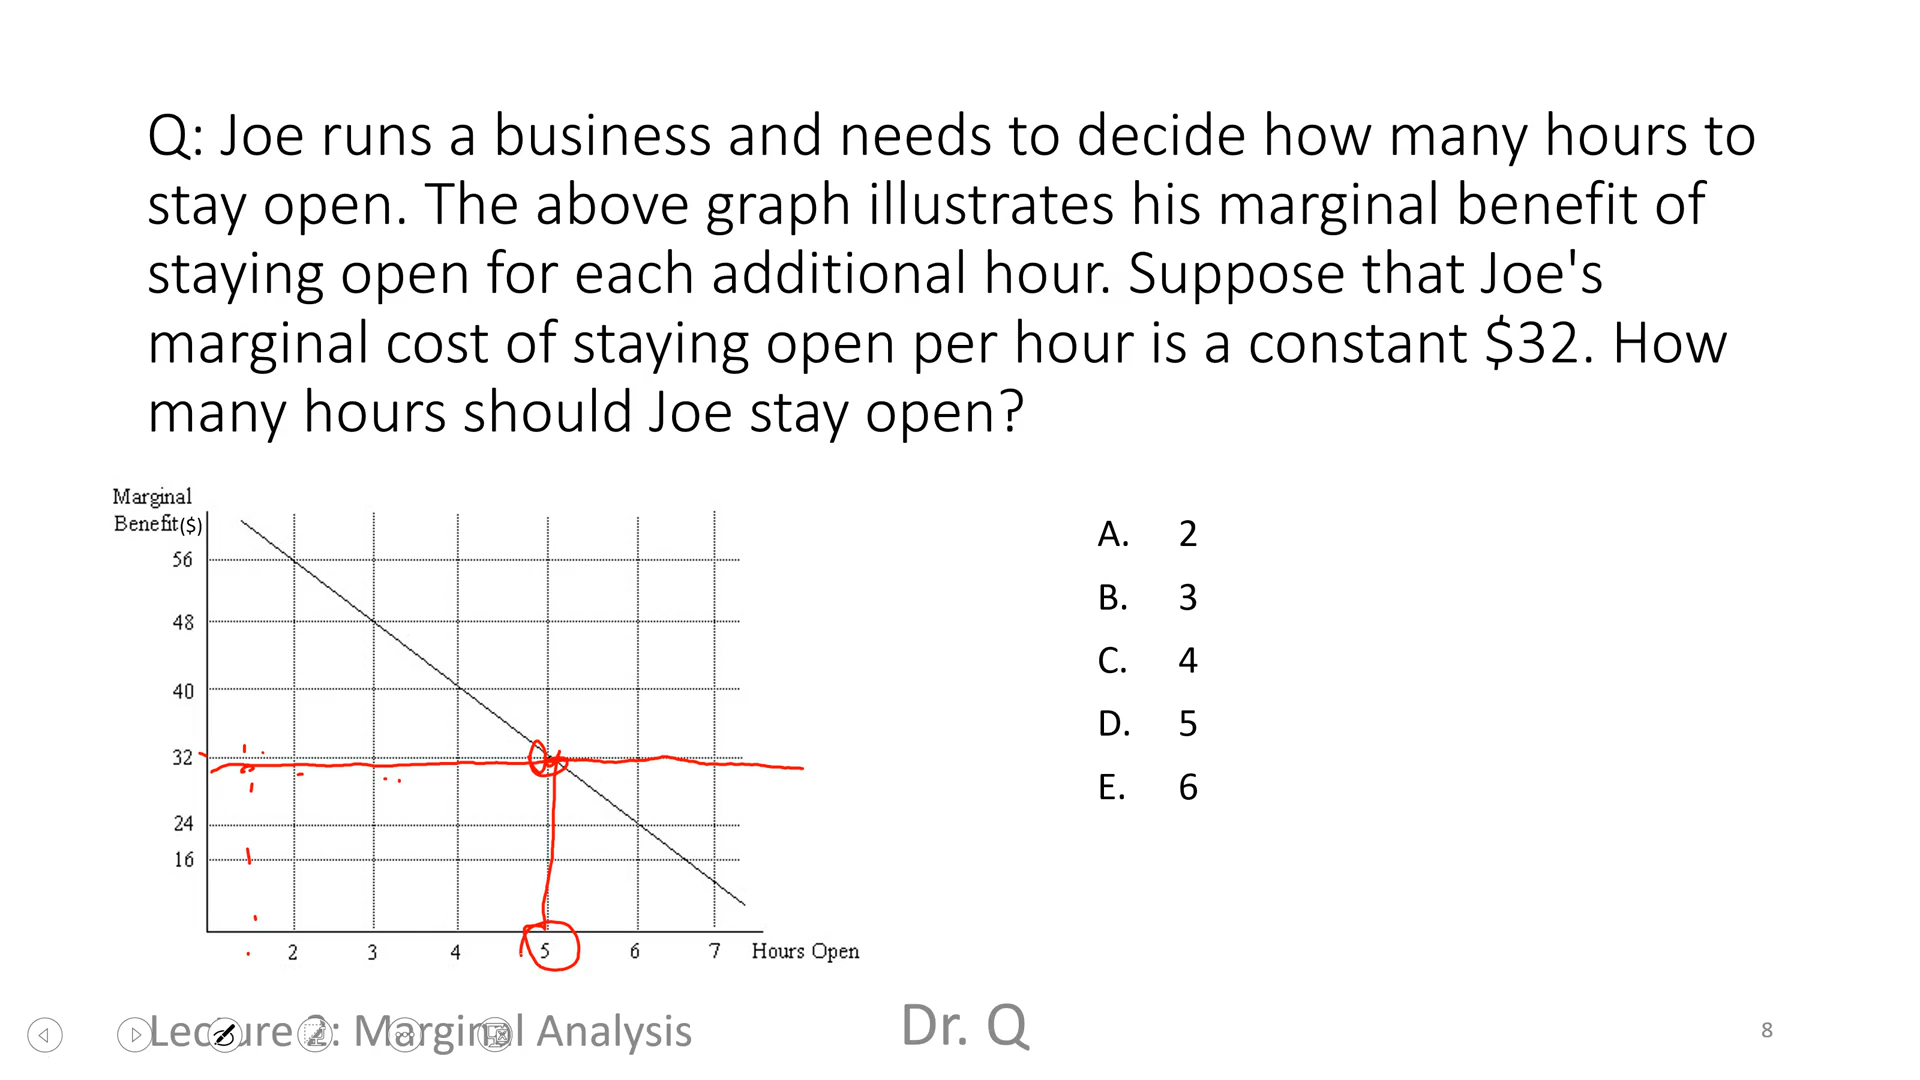 Q: Joe runs a business and needs to decide how many hours to
stay open. The above graph illustrates his marginal benefit of
staying open for each additional hour. Suppose that Joe's
marginal cost of staying open per hour is a constant $32. How
many hours should Joe stay open?
Marginal
Benefit($)
56
48
40
32
24
16
2 3 4 5 6 7 Hours Open
A. 2
B. 3
C. 4
D. 5
E. 6
Lecture 2: Marginal Analysis
Dr. Q
8